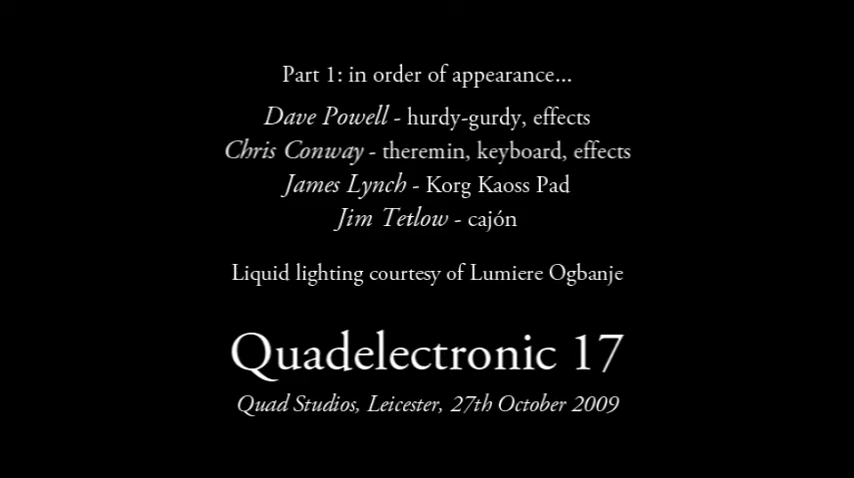 Part 1: in order of appearance...
Dave Powell - hurdy-gurdy, effects
Chris Conway - theremin, keyboard, effects
James Lynch - Korg Kaoss Pad
Jim Tetlow - cajón
Liquid lighting courtesy of Lumiere Ogbanje
Quadelectronic 17
Quad Studios, Leicester, 27th October 2009